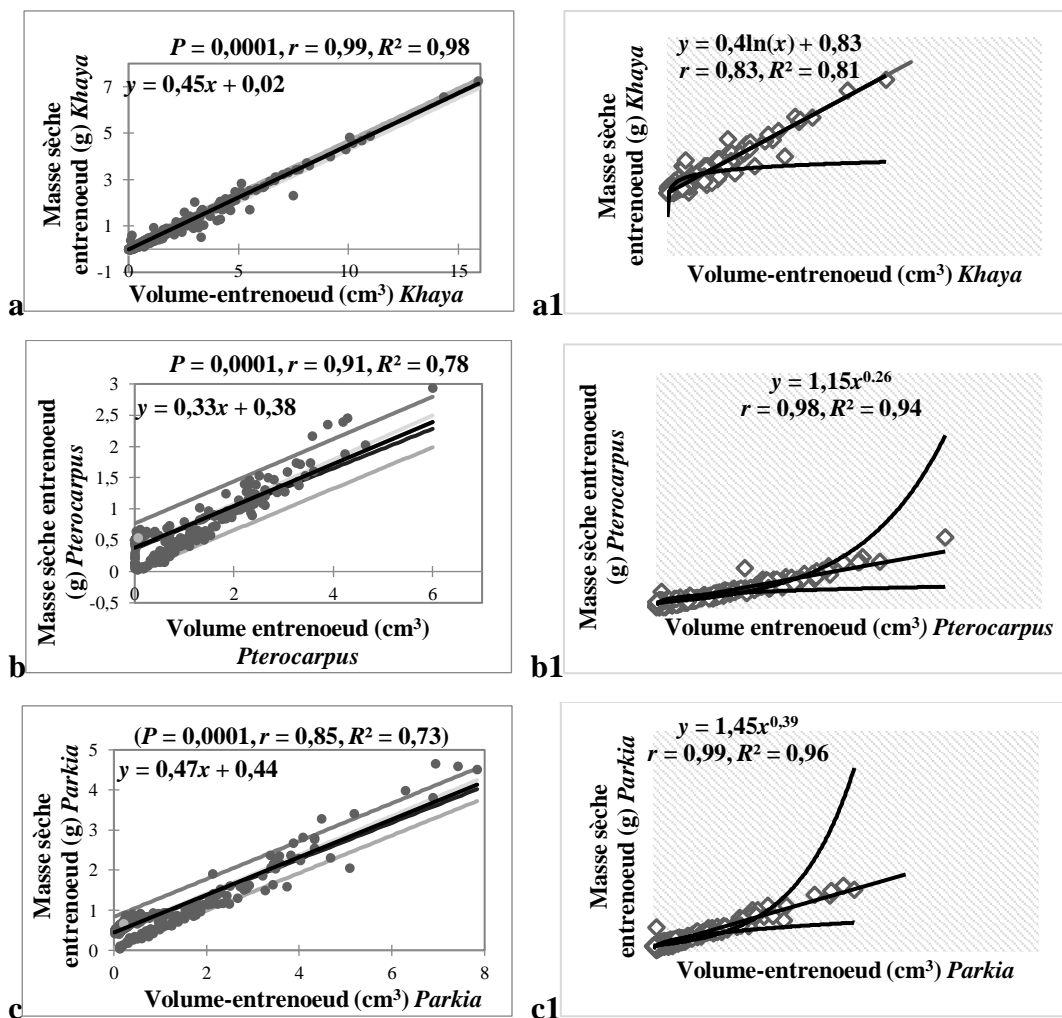 P = 0,0001, r = 0,99, R² = 0,98
y = 0,45x + 0,02
Masse sèche
entrenoeud (g) Khaya
7
5
3
1
-1
0
5
10
15
Volume-entrenoeud (cm³) Khaya
a
y = 0,4ln(x) + 0,83
r = 0,83, R² = 0,81
Masse sèche
entrenoeud (g) Khaya
Volume-entrenoeud (cm³) Khaya
a1
P = 0,0001, r = 0,91, R² = 0,78
y = 0,33x + 0,38
Masse sèche entrenoeud
(g) Pterocarpus
3
2,5
2
1,5
1
0,5
0
-0,5
0
2
4
6
Volume entrenoeud (cm³)
Pterocarpus
b
y = 1,15x^0.26
r = 0,98, R² = 0,94
Masse sèche entrenoeud
(g) Pterocarpus
Volume entrenoeud (cm³) Pterocarpus
b1
(P = 0,0001, r = 0,85, R² = 0,73)
y = 0,47x + 0,44
Masse sèche
entrenoeud (g) Parkia
5
4
3
2
1
0
0
2
4
6
8
Volume-entrenoeud (cm³) Parkia
c
y = 1,45x^0,39
r = 0,99, R² = 0,96
Masse sèche
entrenoeud (g) Parkia
Volume-entrenoeud (cm³) Parkia
c1